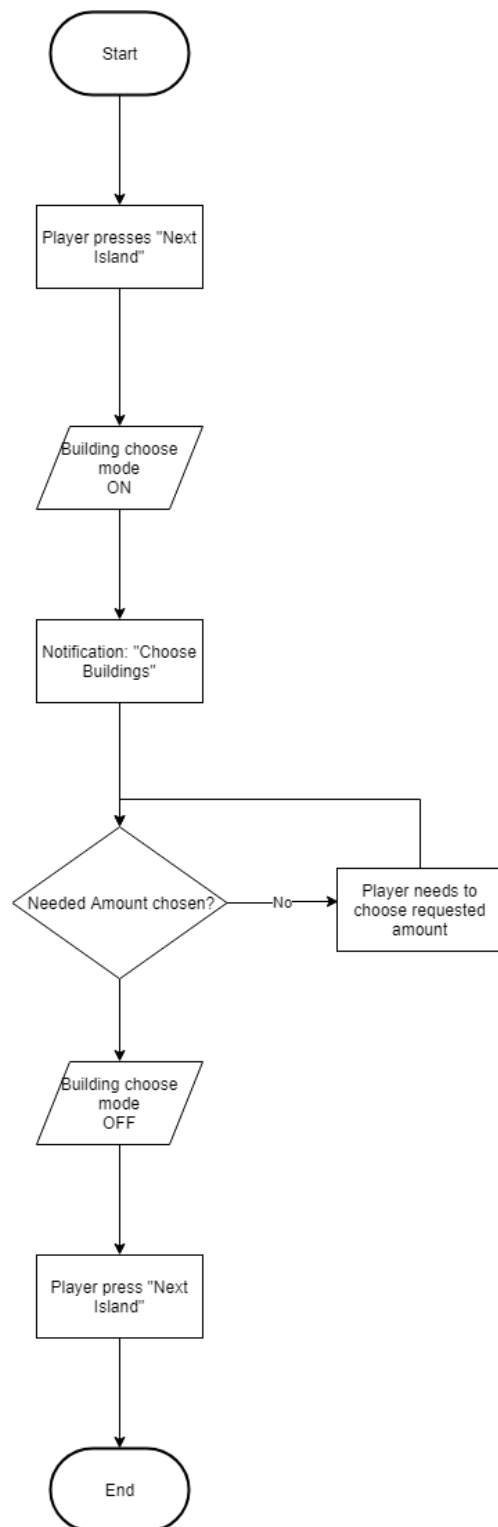 Start
Player presses "Next
Island"
Building choose
mode
ON
Notification: "Choose
Buildings"
Needed Amount chosen?
No
Player needs to
choose requested
amount
Building choose
mode
OFF
Player press "Next
Island"
End